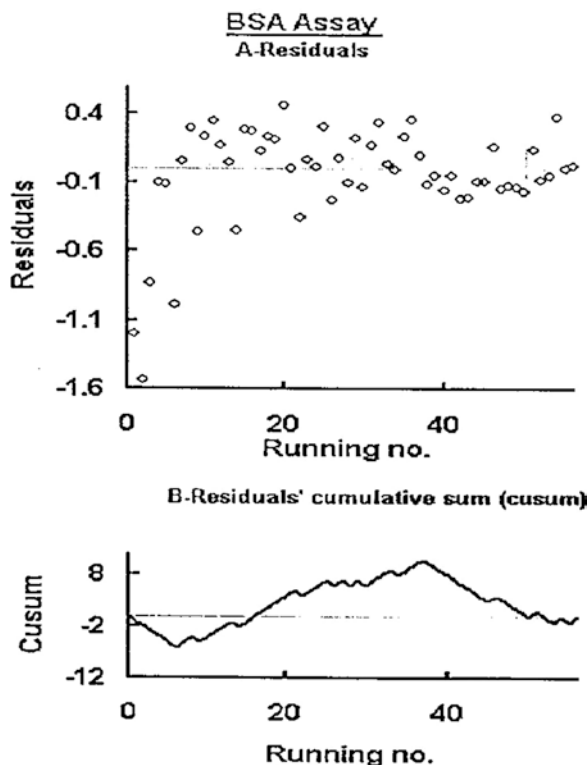 BSA Assay
A-Residuals
0.4
-0.1
-0.6
-1.1
-1.6
Residuals
0 20 40
Running no.
B-Residuals' cumulative sum (cusum)
8
-2
-12
Cusum
0 20 40
Running no.